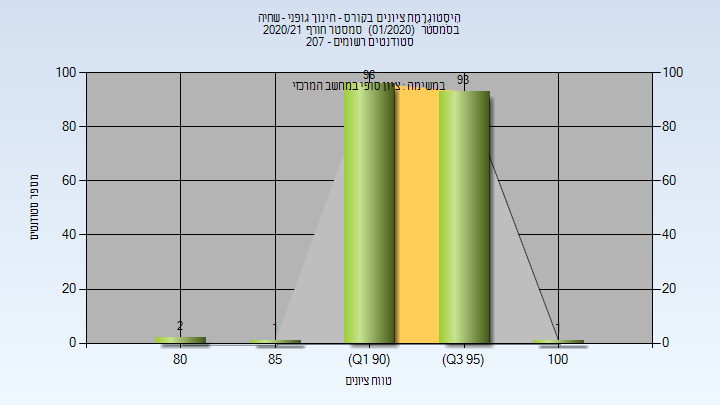 היסטוגרמת ציונים בקורס - חינוך גופני - שחיה
בסמסטר (01/2020) סמסטר חורף 2020/21
סטודנטים רשומים - 207
במשימה : ציון סופי במחשב המרכזי
100
80
60
40
20
0
100
80
60
40
20
0
מספר סטודנטים
2
1
96
93
1
80
85
(Q1 90)
(Q3 95)
100
טווח ציונים